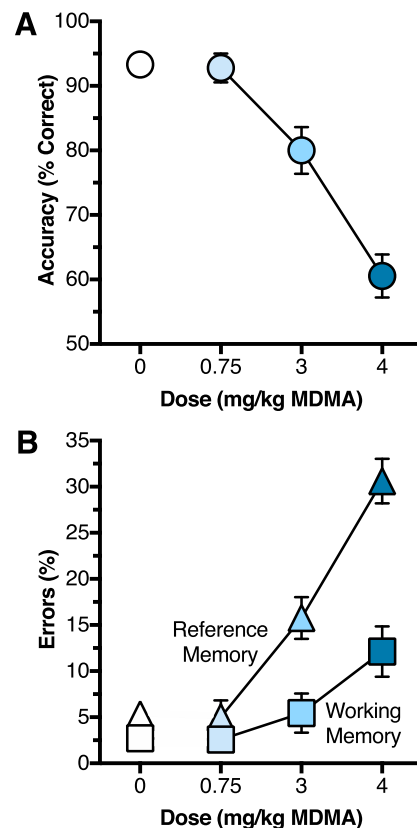 A
100
90
80
70
60
50
Accuracy (% Correct)
0 0.75 3 4
Dose (mg/kg MDMA)
B
35
30
25
20
15
10
5
0
Errors (%)
Reference
Memory
Working
Memory
0 0.75 3 4
Dose (mg/kg MDMA)